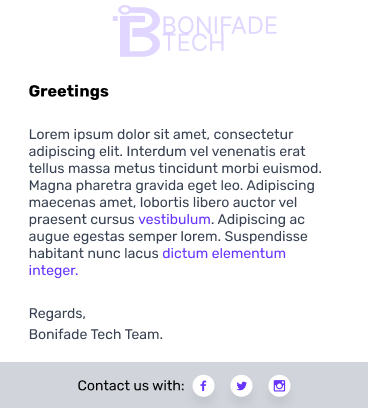 BONIFADE
TECH
Greetings
Lorem ipsum dolor sit amet, consectetur
adipiscing elit. Interdum vel venenatis erat
tellus massa metus tincidunt morbi euismod.
Magna pharetra gravida eget leo. Adipiscing
maecenas amet, lobortis libero auctor vel
praesent cursus vestibulum. Adipiscing ac
augue egestas semper lorem. Suspendisse
habitant nunc lacus dictum elementum
integer.
Regards,
Bonifade Tech Team.
Contact us with: